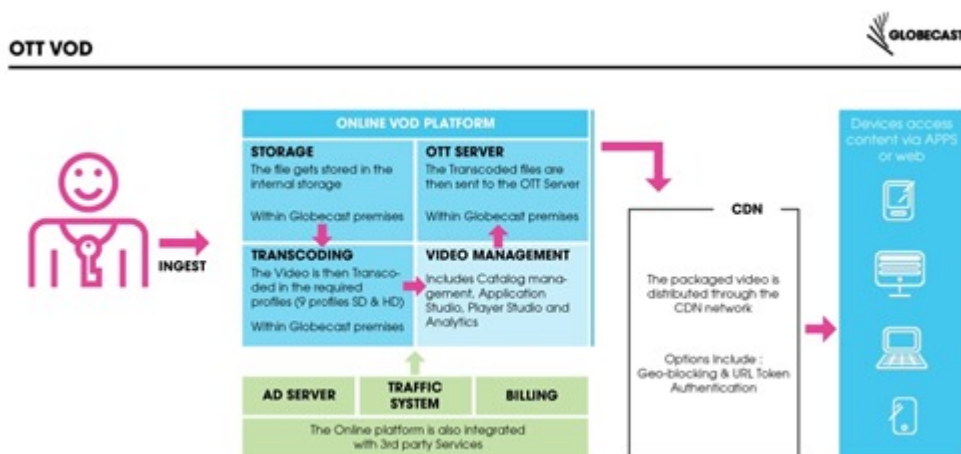 OTT VOD
GLOBECAST
INGEST
ONLINE VOD PLATFORM
STORAGE
The file gets stored in the
internal storage
Within Globecast premises
OTT SERVER
The Transcoded files are
then sent to the OTT Server
Within Globecast premises
TRANSCODING
The Video is then Transco-
ded in the required
profiles (9 profiles SD & HD)
Within Globecast premises
VIDEO MANAGEMENT
Includes Catalog mana-
gement, Application
Studio, Player Studio and
Analytics
AD SERVER
TRAFFIC
SYSTEM
BILLING
The Online platform is also integrated
with 3rd party Services
CDN
The packaged video is
distributed through the
CDN network
Options Include :
Geo-blocking & URL Token
Authentication
Devices access
content via APPS
or web